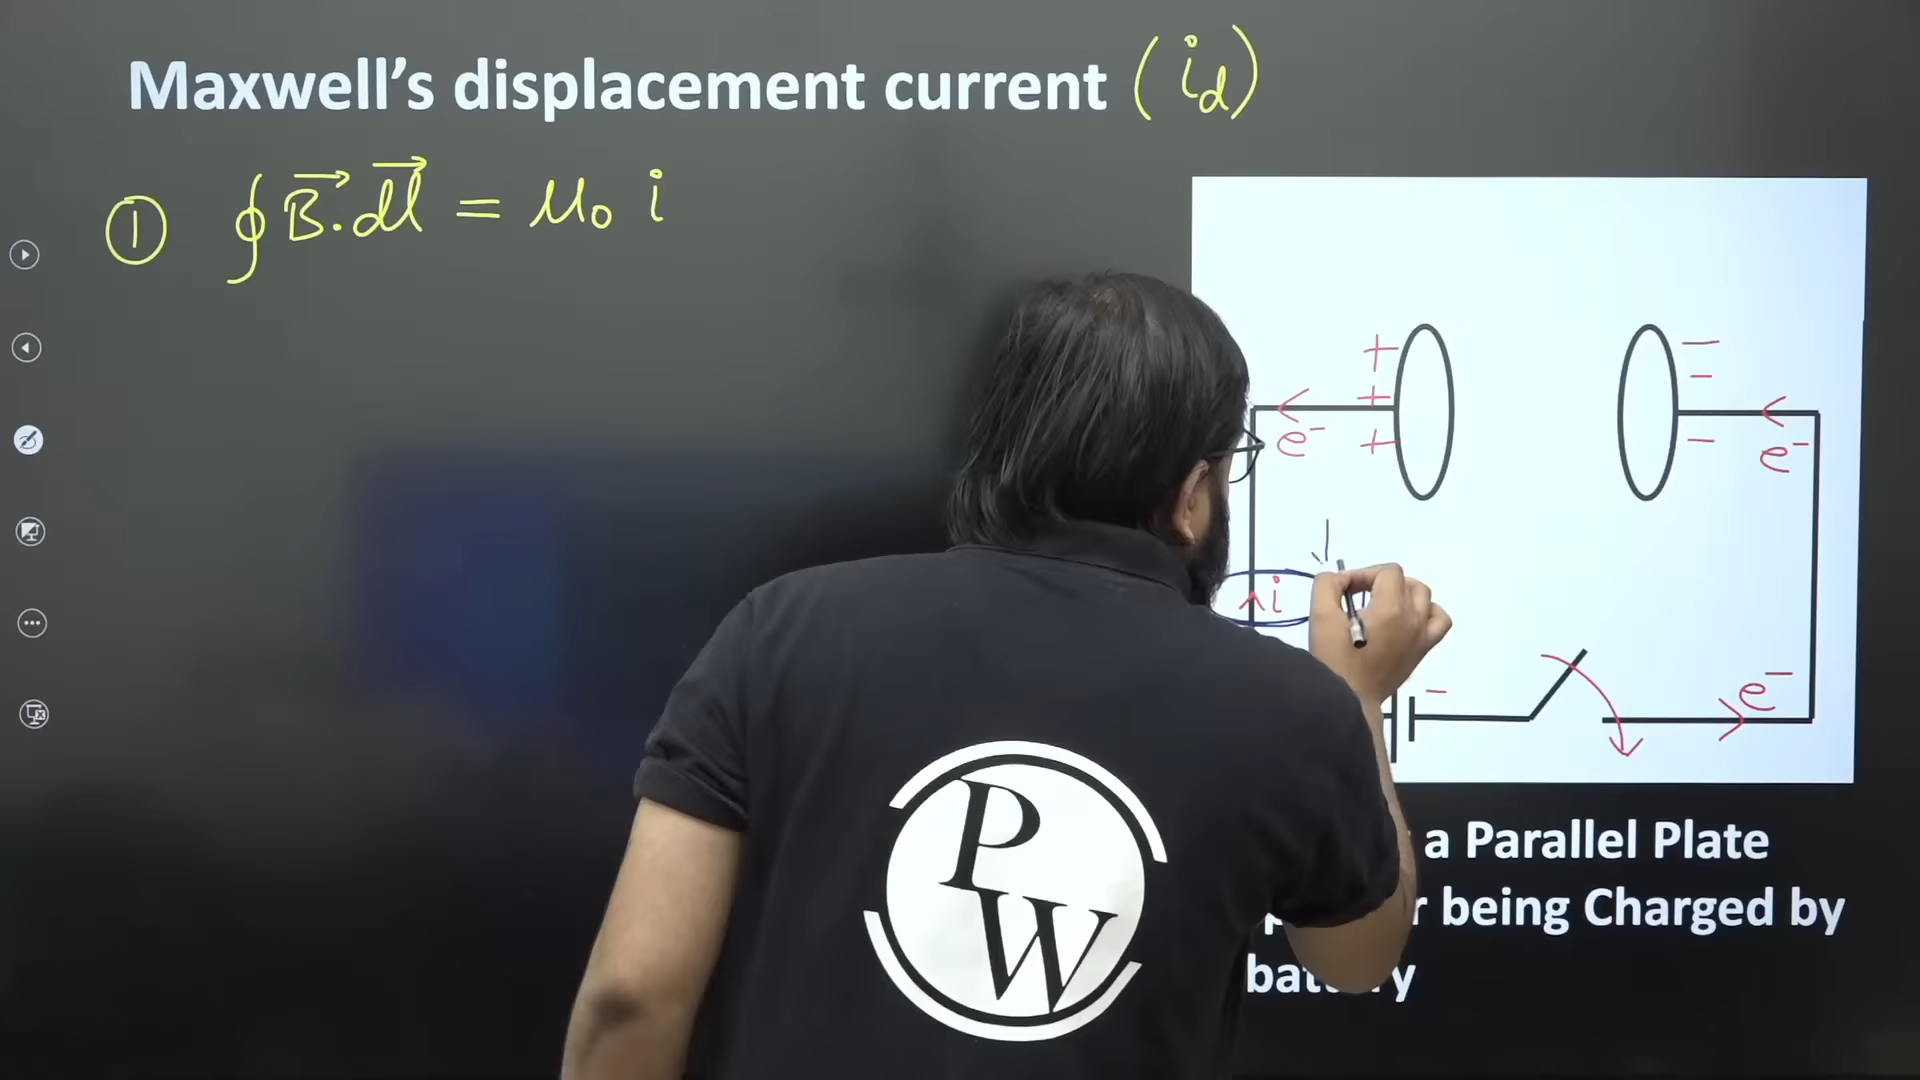 Maxwell's displacement current (i_d)
① ∮ B⃗. dl⃗ = μ₀ i
+ −
+ −
e⁻ + − e⁻
i
− e⁻
a Parallel Plate
r being Charged by
P
W